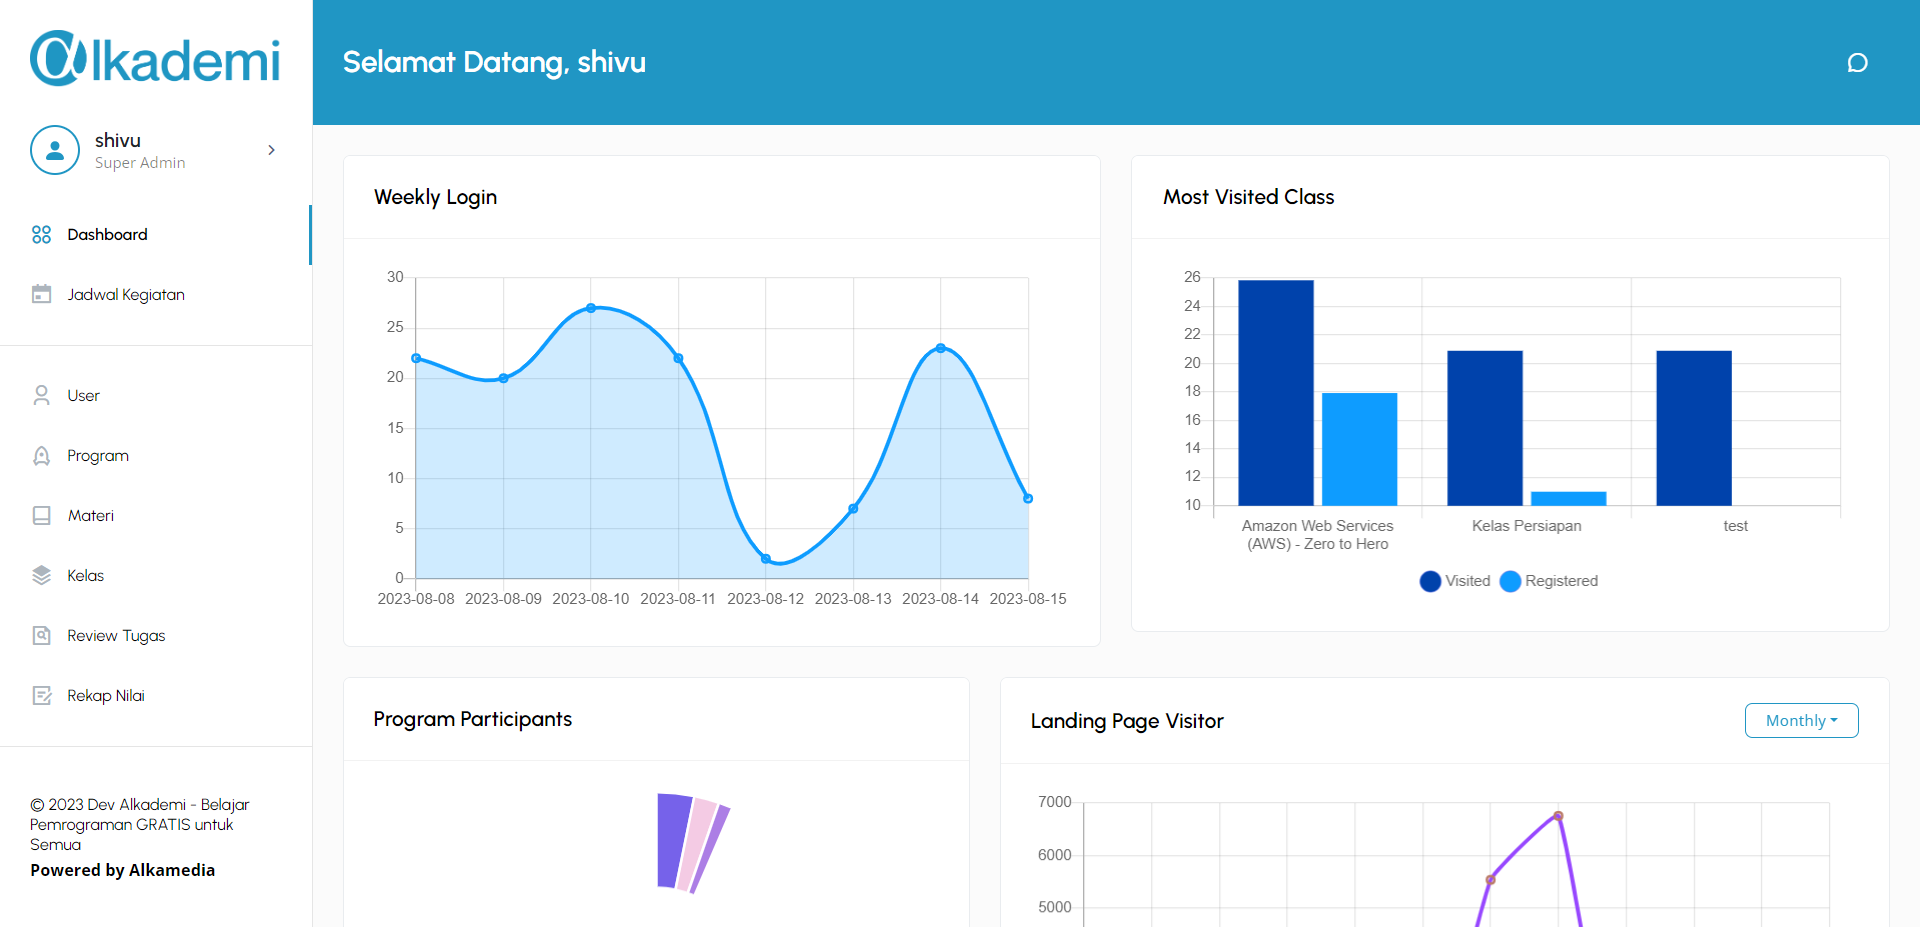 Alkademi
shivu
Super Admin
Dashboard
Jadwal Kegiatan
User
Program
Materi
Kelas
Review Tugas
Rekap Nilai
© 2023 Dev Alkademi - Belajar
Pemrograman GRATIS untuk
Semua
Powered by Alkamedia
Selamat Datang, shivu
Weekly Login
30
25
20
15
10
5
0
2023-08-08 2023-08-09 2023-08-10 2023-08-11 2023-08-12 2023-08-13 2023-08-14 2023-08-15
Most Visited Class
26
24
22
20
18
16
14
12
10
Amazon Web Services
(AWS) - Zero to Hero
Kelas Persiapan
test
Visited Registered
Program Participants
Landing Page Visitor
Monthly
7000
6000
5000